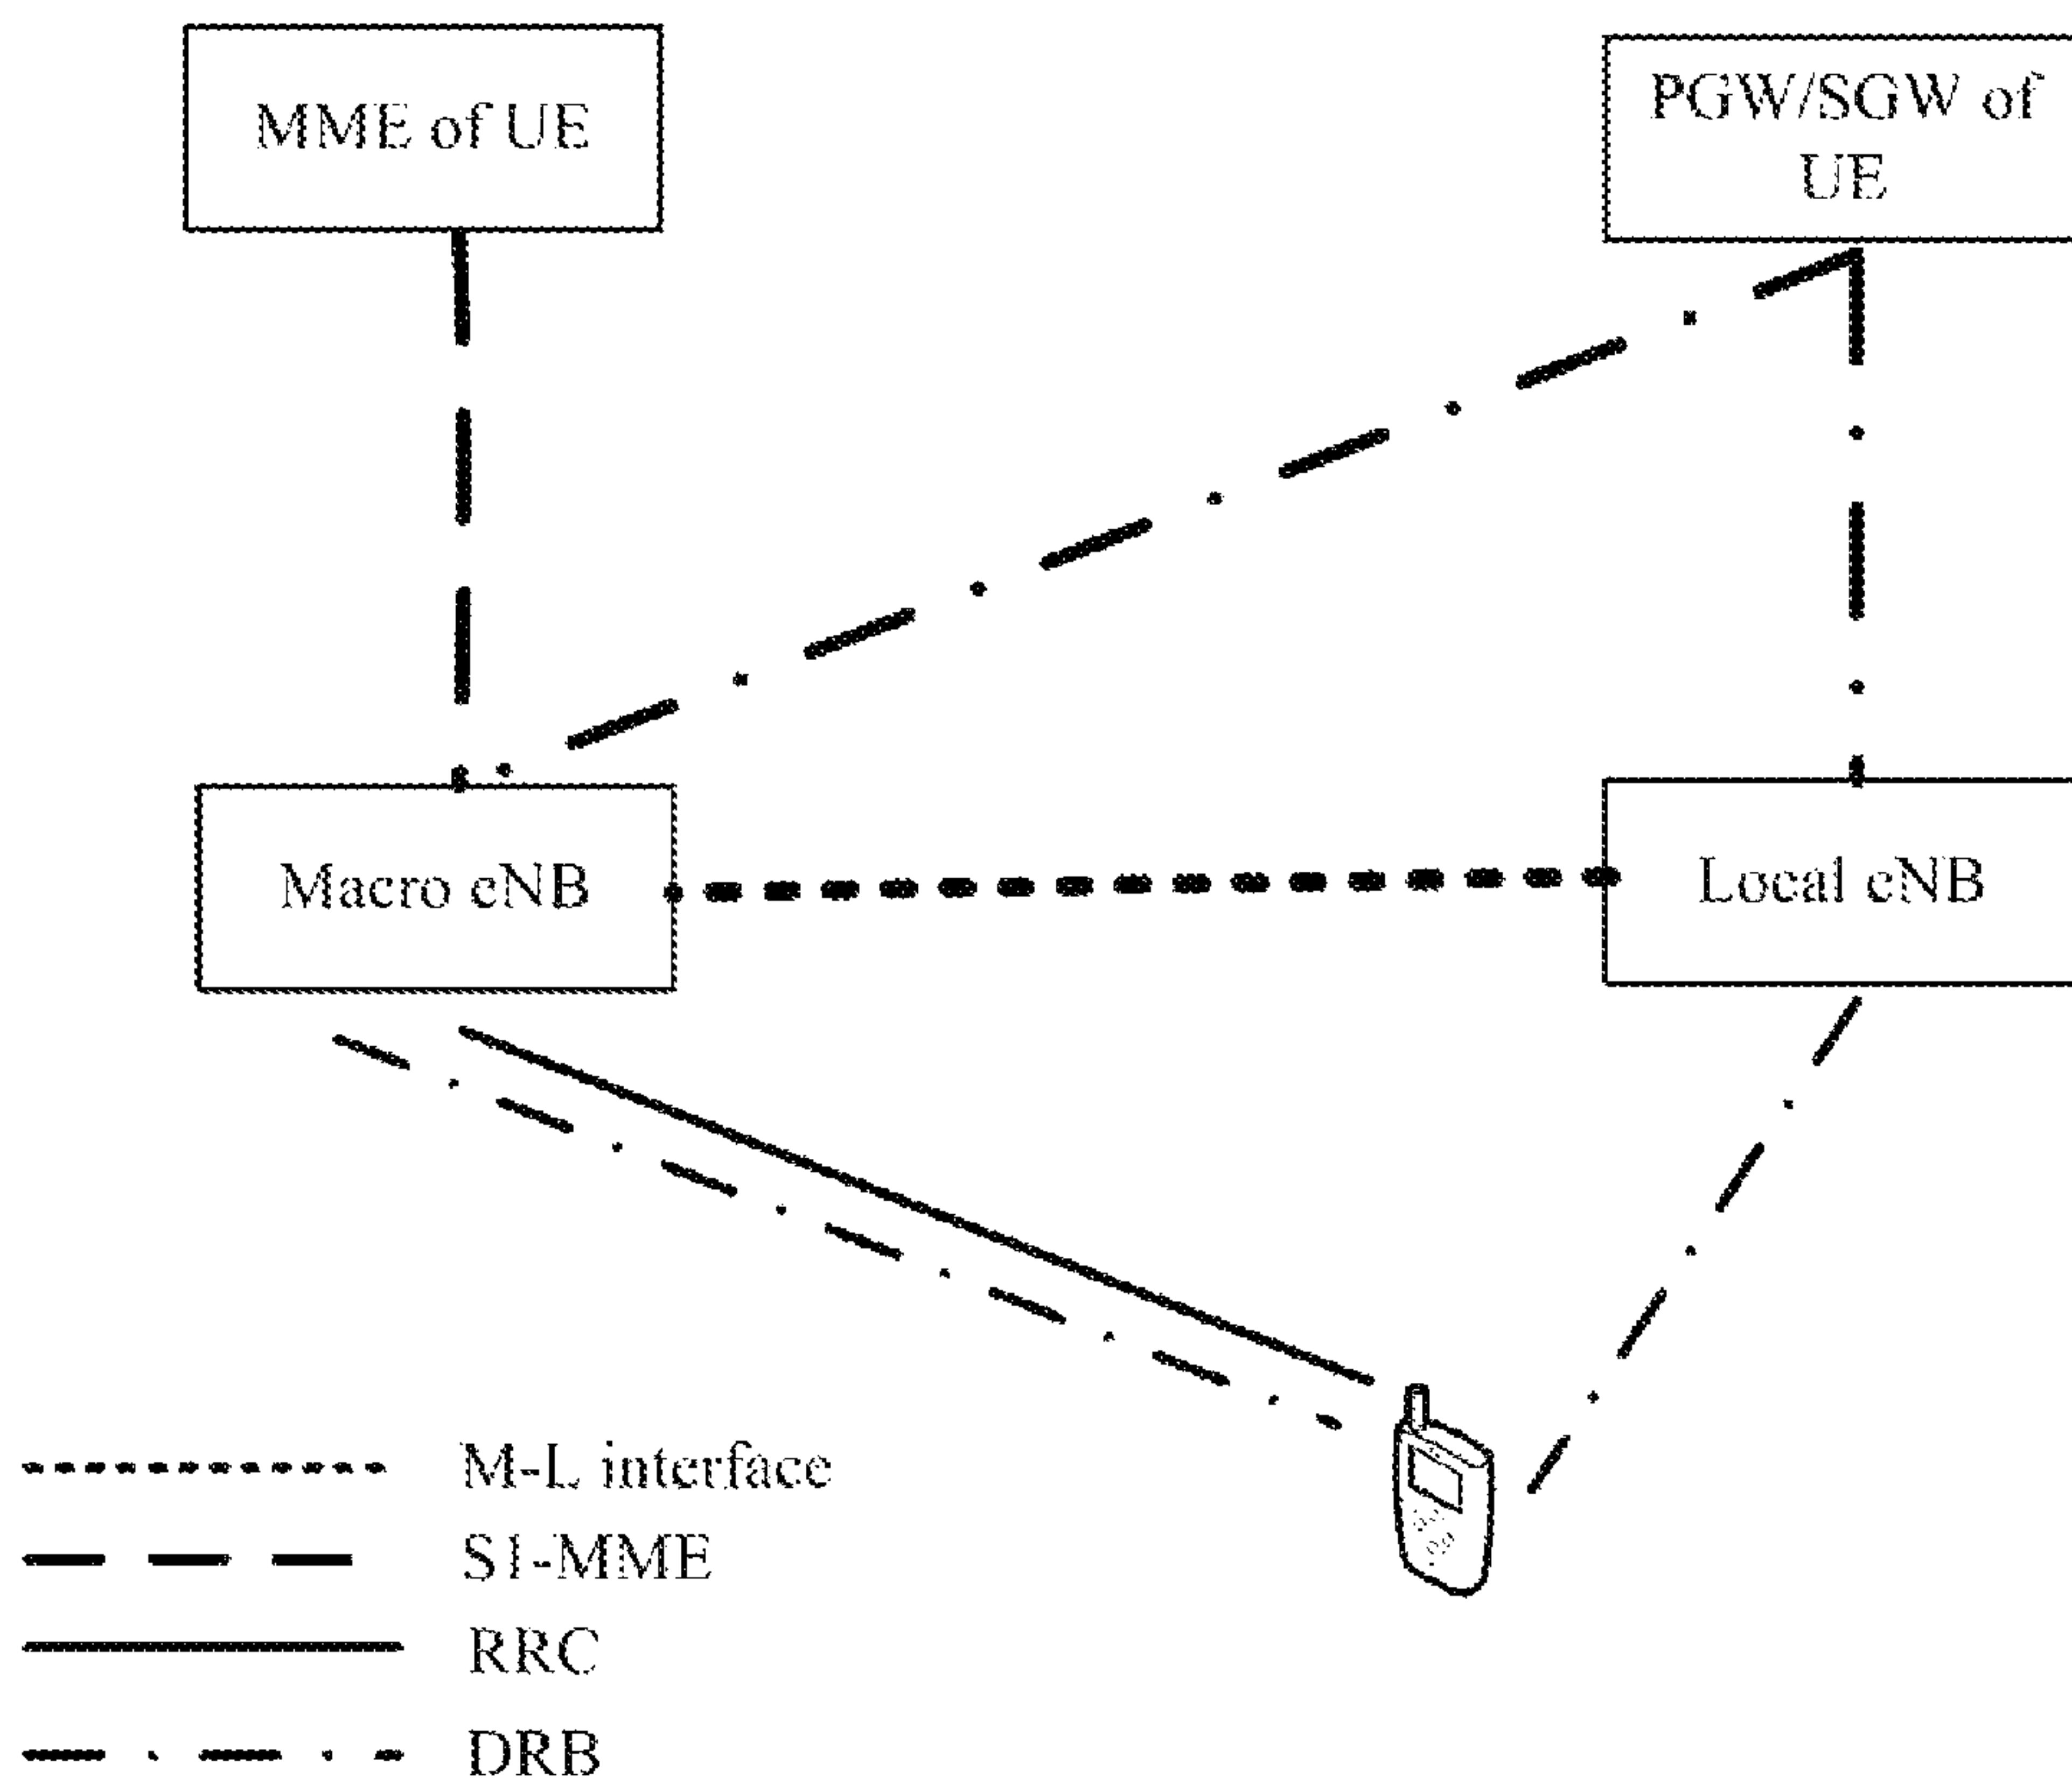 MME of UE
PGW/SGW of
UE
Macro eNB
Local eNB
M-L interface
S1-MME
RRC
DRB